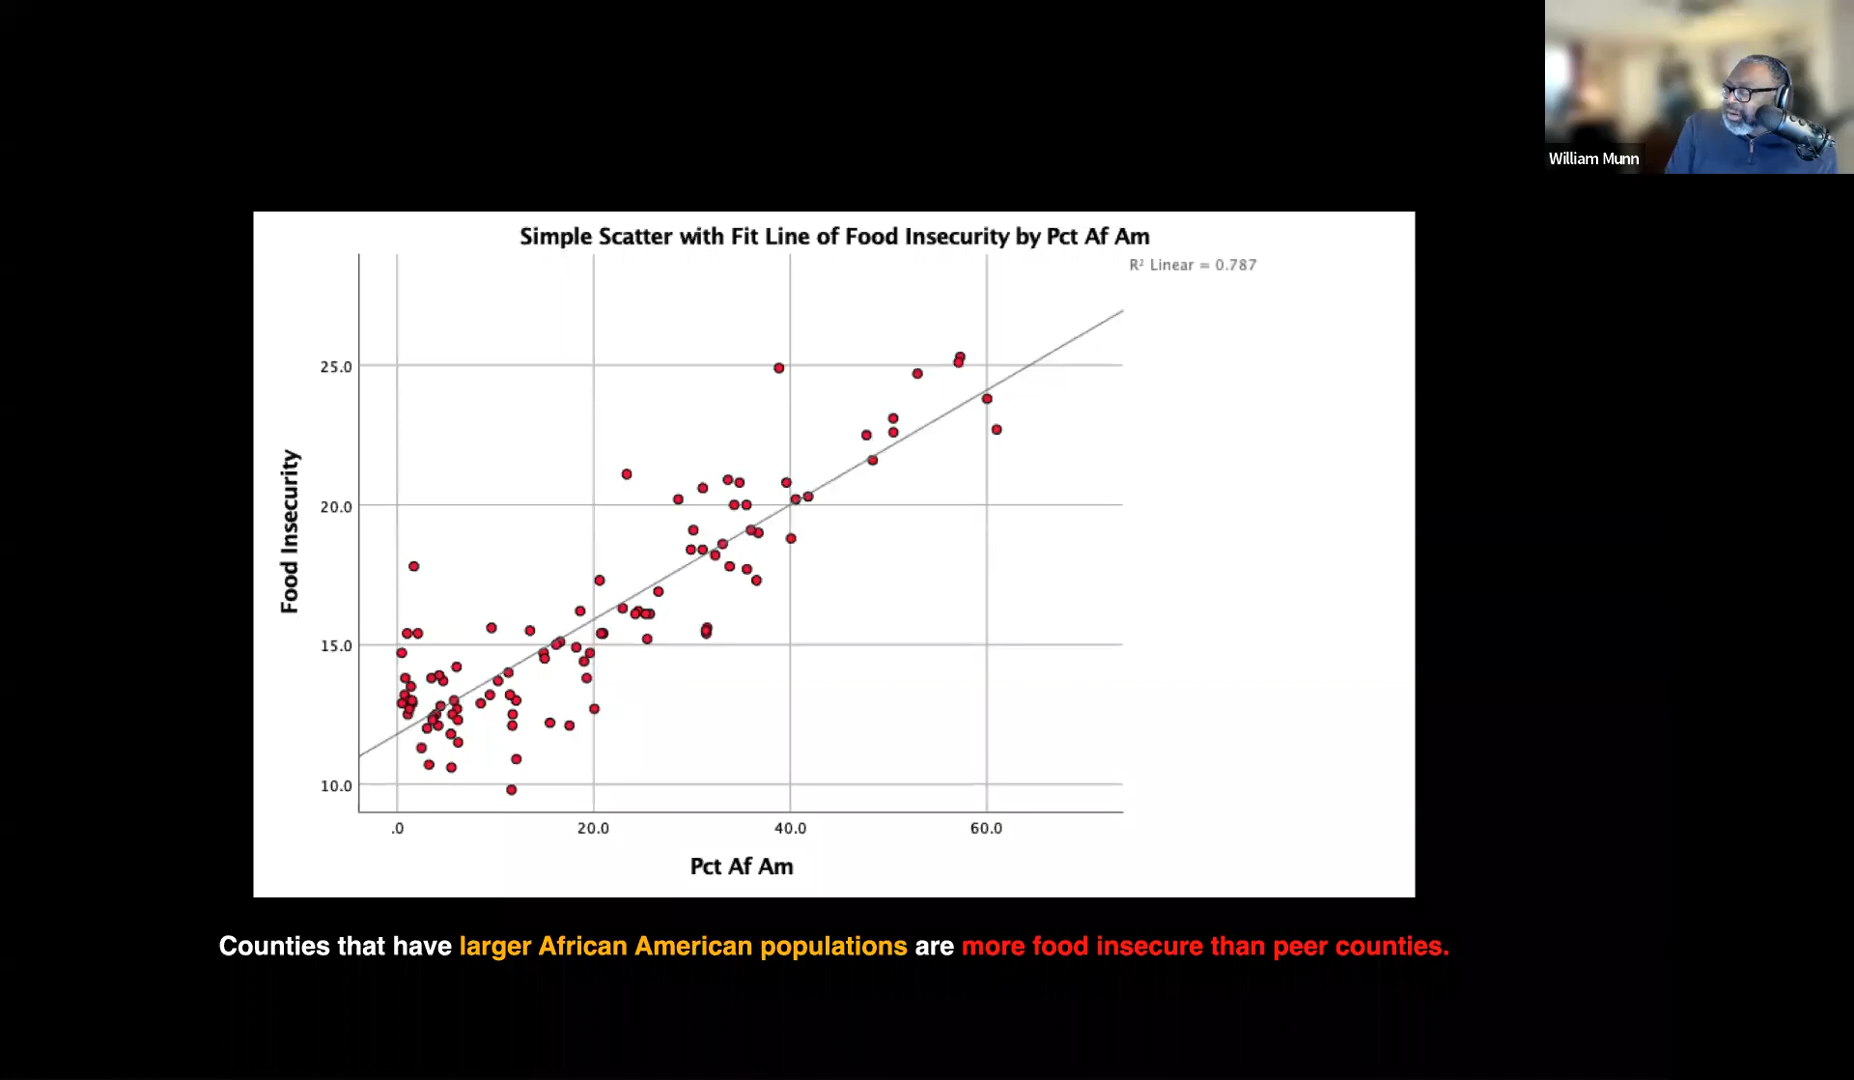 William Munn
Simple Scatter with Fit Line of Food Insecurity by Pct Af Am
R² Linear = 0.787
Food Insecurity
25.0
20.0
15.0
10.0
.0 20.0 40.0 60.0
Pct Af Am
Counties that have larger African American populations are more food insecure than peer counties.